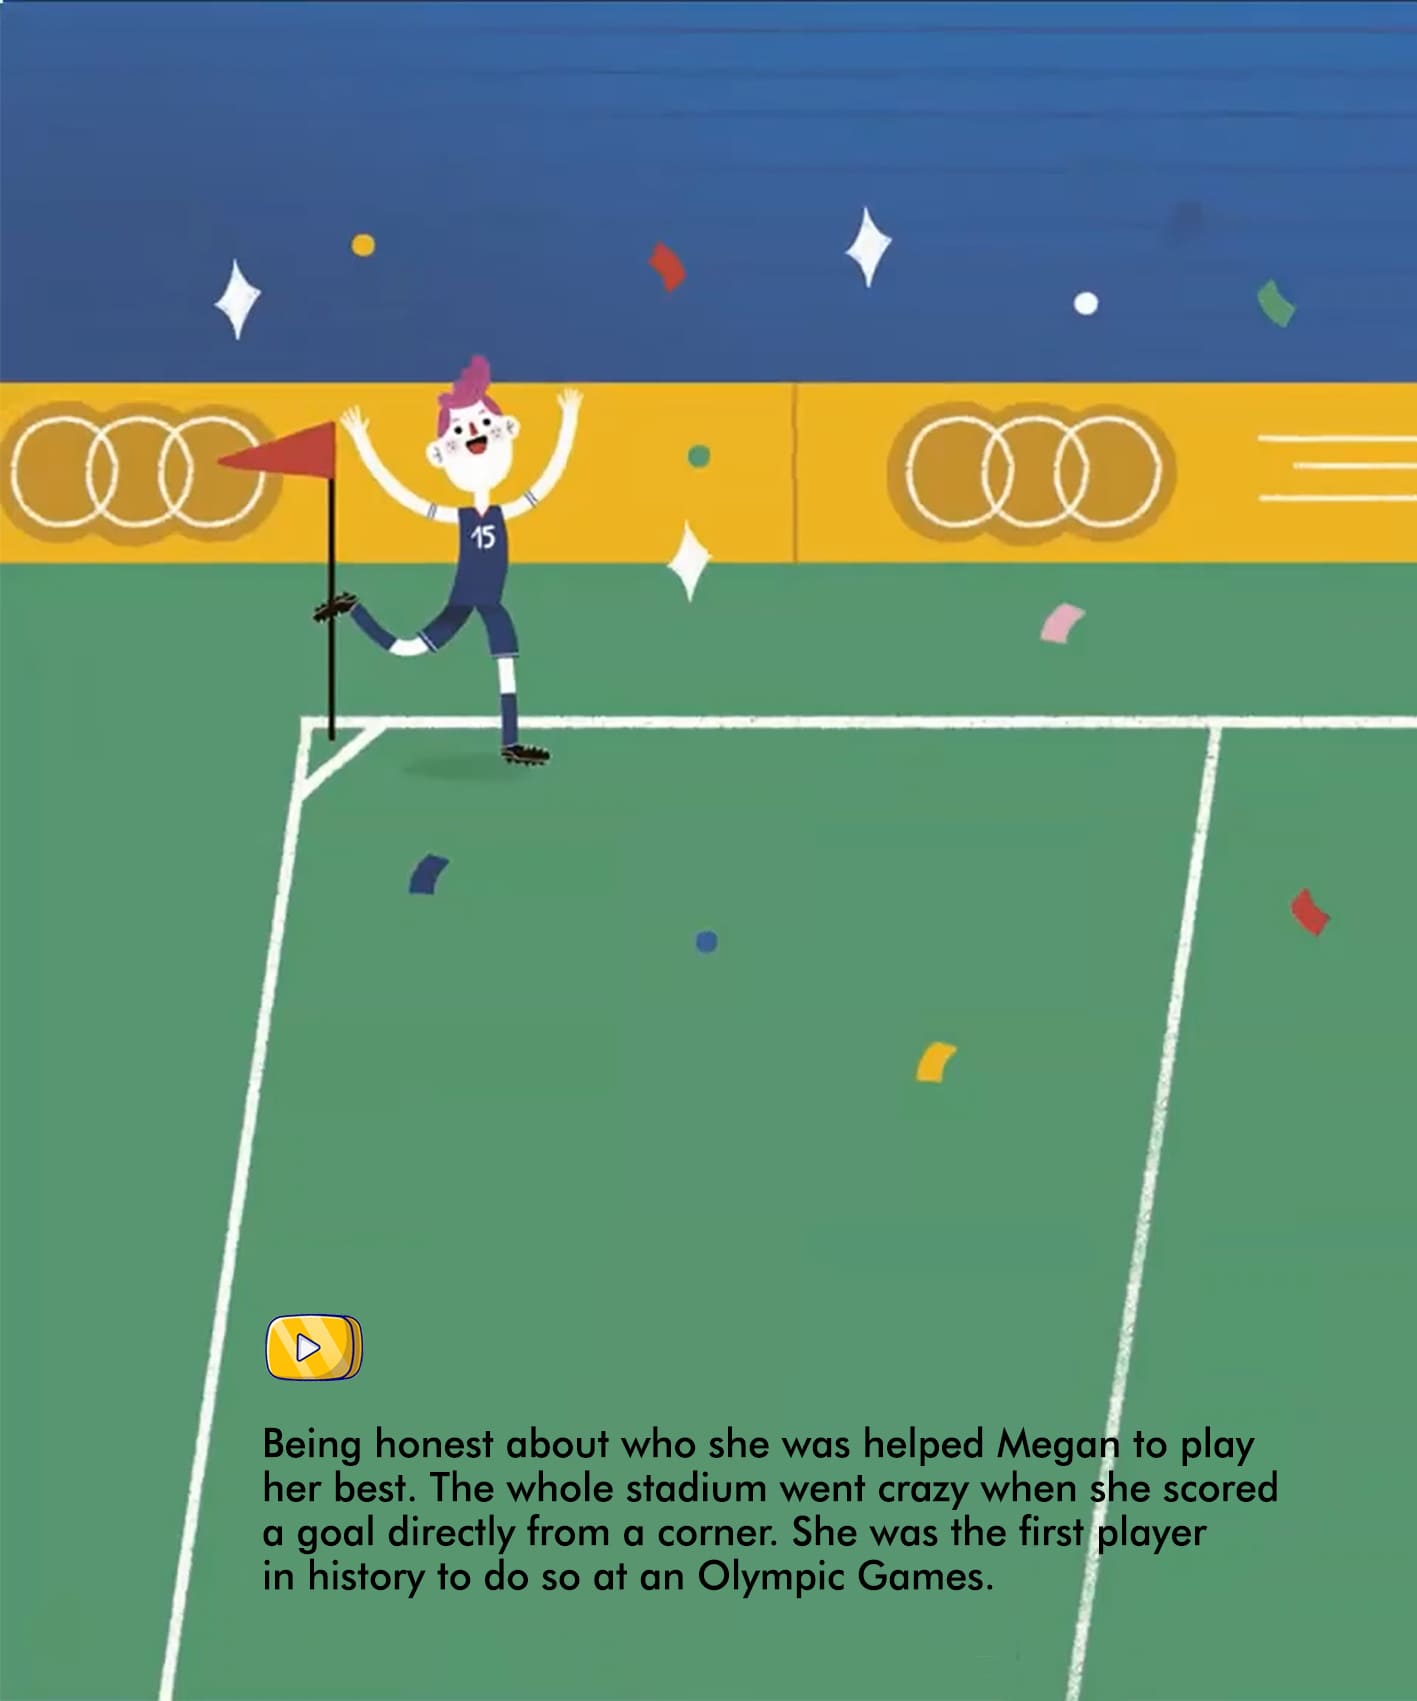 15
Being honest about who she was helped Megan to play
her best. The whole stadium went crazy when she scored
a goal directly from a corner. She was the first player
in history to do so at an Olympic Games.